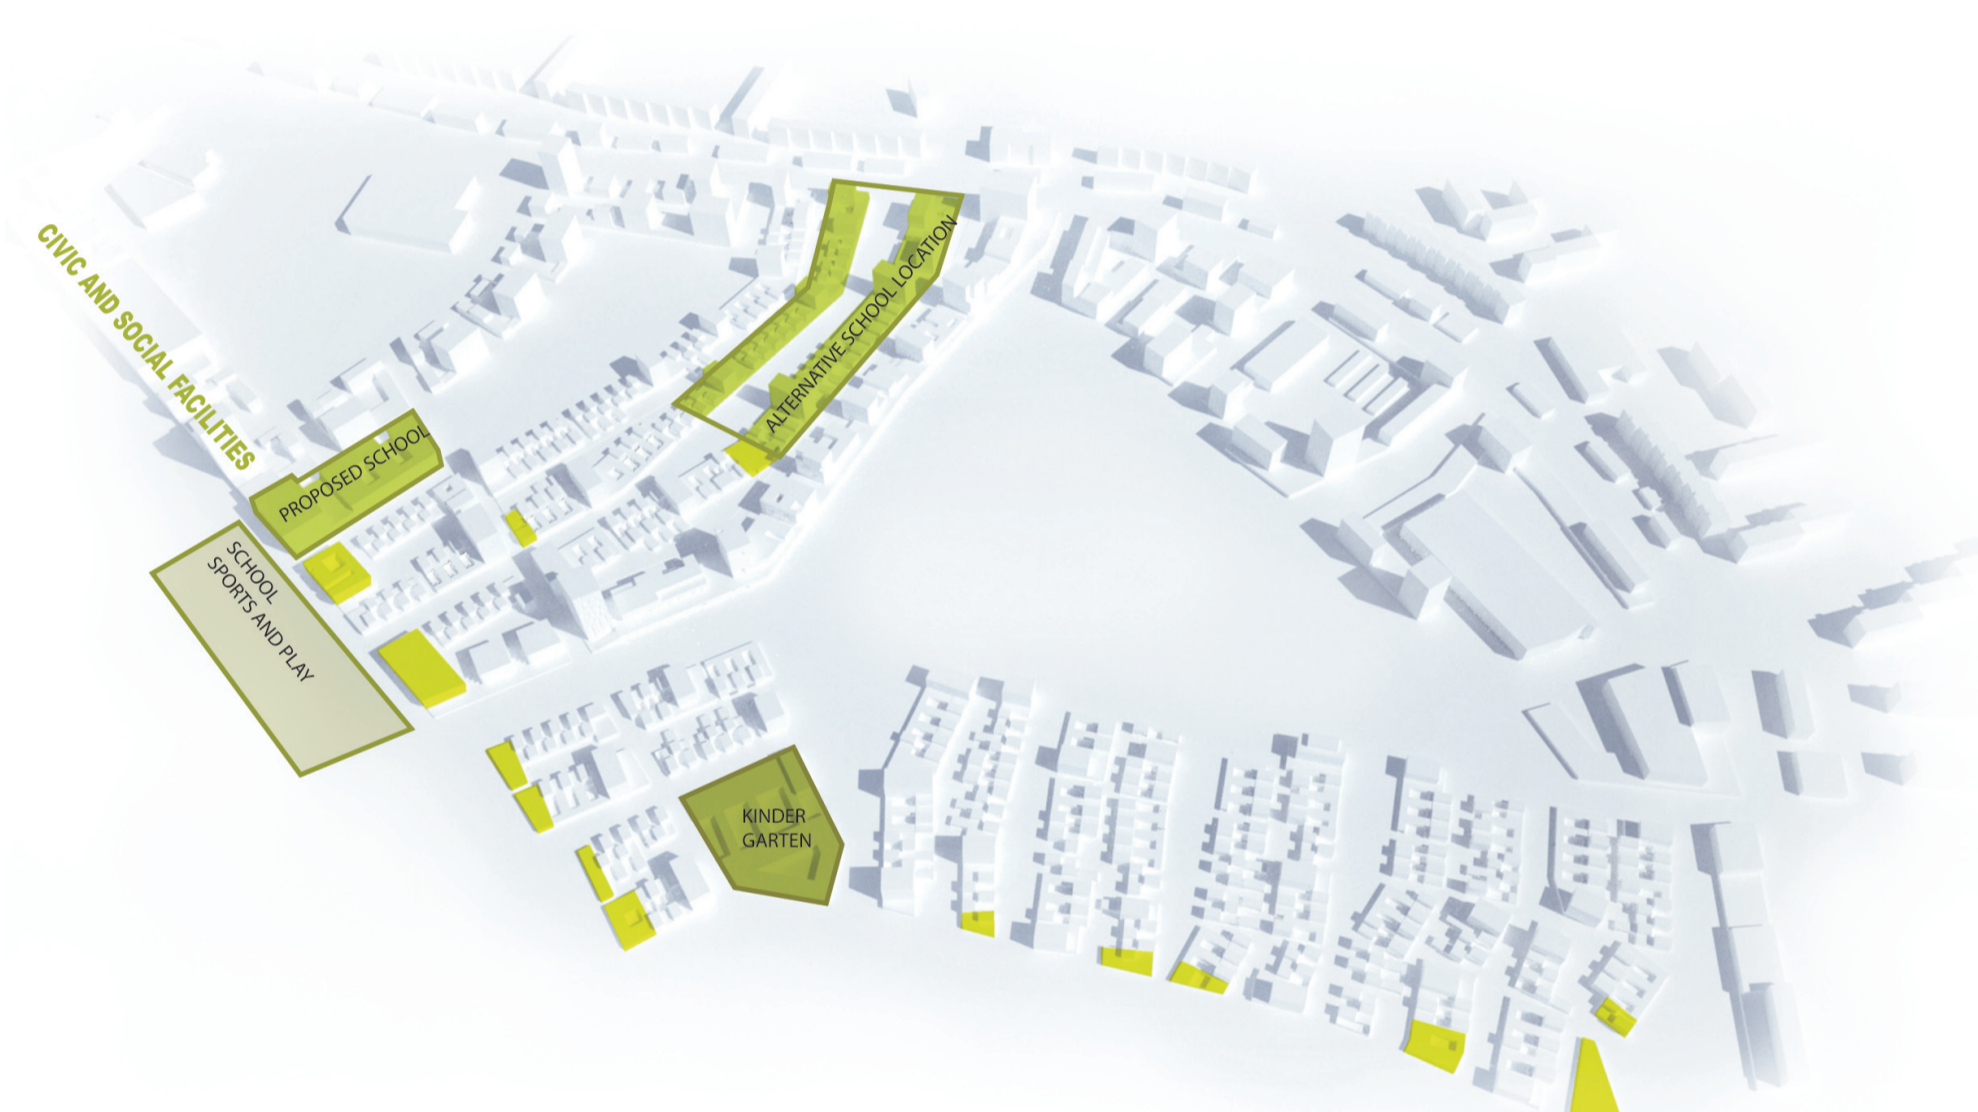 CIVIC AND SOCIAL FACILITIES
ALTERNATIVE SCHOOL LOCATION
PROPOSED SCHOOL
SCHOOL
SPORTS AND PLAY
KINDER
GARTEN